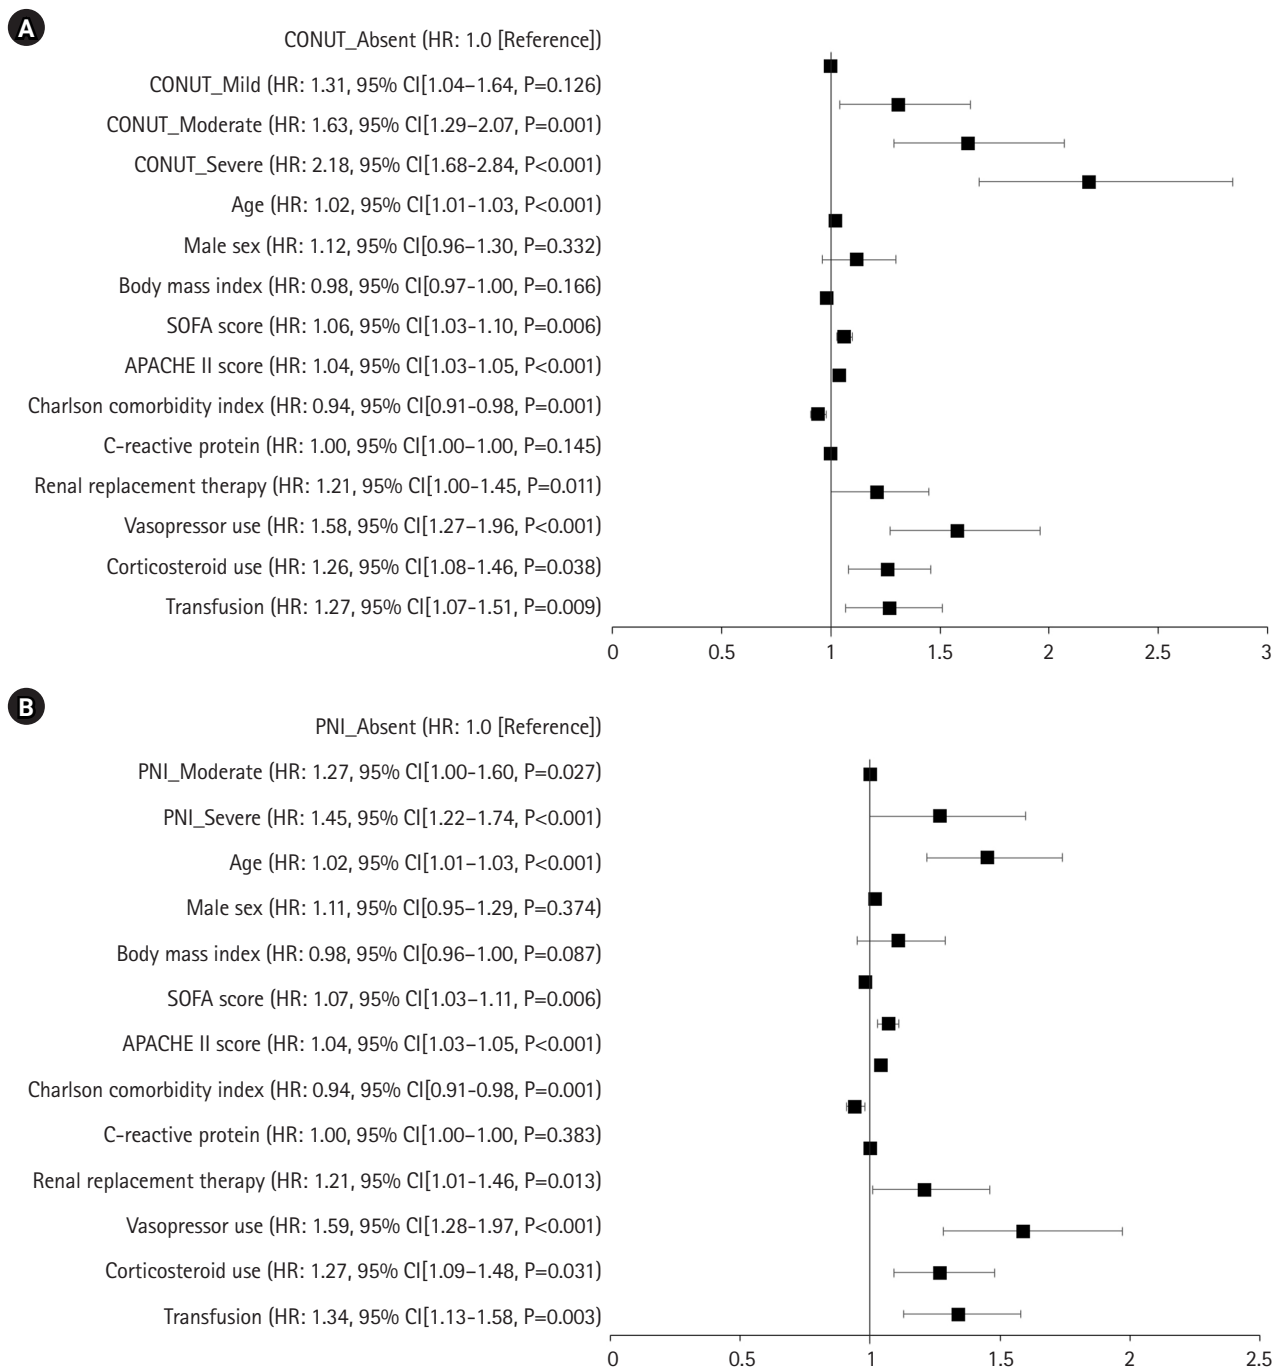 A
CONUT_Absent (HR: 1.0 [Reference])
CONUT_Mild (HR: 1.31, 95% CI[1.04–1.64, P=0.126)
CONUT_Moderate (HR: 1.63, 95% CI[1.29–2.07, P=0.001)
CONUT_Severe (HR: 2.18, 95% CI[1.68-2.84, P<0.001)
Age (HR: 1.02, 95% CI[1.01–1.03, P<0.001)
Male sex (HR: 1.12, 95% CI[0.96–1.30, P=0.332)
Body mass index (HR: 0.98, 95% CI[0.97-1.00, P=0.166)
SOFA score (HR: 1.06, 95% CI[1.03-1.10, P=0.006)
APACHE II score (HR: 1.04, 95% CI[1.03-1.05, P<0.001)
Charlson comorbidity index (HR: 0.94, 95% CI[0.91-0.98, P=0.001)
C-reactive protein (HR: 1.00, 95% CI[1.00–1.00, P=0.145)
Renal replacement therapy (HR: 1.21, 95% CI[1.00-1.45, P=0.011)
Vasopressor use (HR: 1.58, 95% CI[1.27–1.96, P<0.001)
Corticosteroid use (HR: 1.26, 95% CI[1.08-1.46, P=0.038)
Transfusion (HR: 1.27, 95% CI[1.07-1.51, P=0.009)
0 0.5 1 1.5 2 2.5 3
B
PNI_Absent (HR: 1.0 [Reference])
PNI_Moderate (HR: 1.27, 95% CI[1.00-1.60, P=0.027)
PNI_Severe (HR: 1.45, 95% CI[1.22–1.74, P<0.001)
Age (HR: 1.02, 95% CI[1.01–1.03, P<0.001)
Male sex (HR: 1.11, 95% CI[0.95–1.29, P=0.374)
Body mass index (HR: 0.98, 95% CI[0.96–1.00, P=0.087)
SOFA score (HR: 1.07, 95% CI[1.03–1.11, P=0.006)
APACHE II score (HR: 1.04, 95% CI[1.03–1.05, P<0.001)
Charlson comorbidity index (HR: 0.94, 95% CI[0.91-0.98, P=0.001)
C-reactive protein (HR: 1.00, 95% CI[1.00–1.00, P=0.383)
Renal replacement therapy (HR: 1.21, 95% CI[1.01-1.46, P=0.013)
Vasopressor use (HR: 1.59, 95% CI[1.28-1.97, P<0.001)
Corticosteroid use (HR: 1.27, 95% CI[1.09–1.48, P=0.031)
Transfusion (HR: 1.34, 95% CI[1.13-1.58, P=0.003)
0 0.5 1 1.5 2 2.5